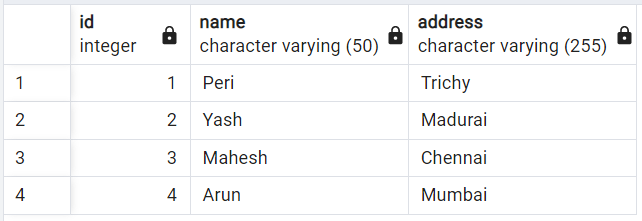 id name address
integer character varying (50) character varying (255)
1 1 Peri Trichy
2 2 Yash Madurai
3 3 Mahesh Chennai
4 4 Arun Mumbai